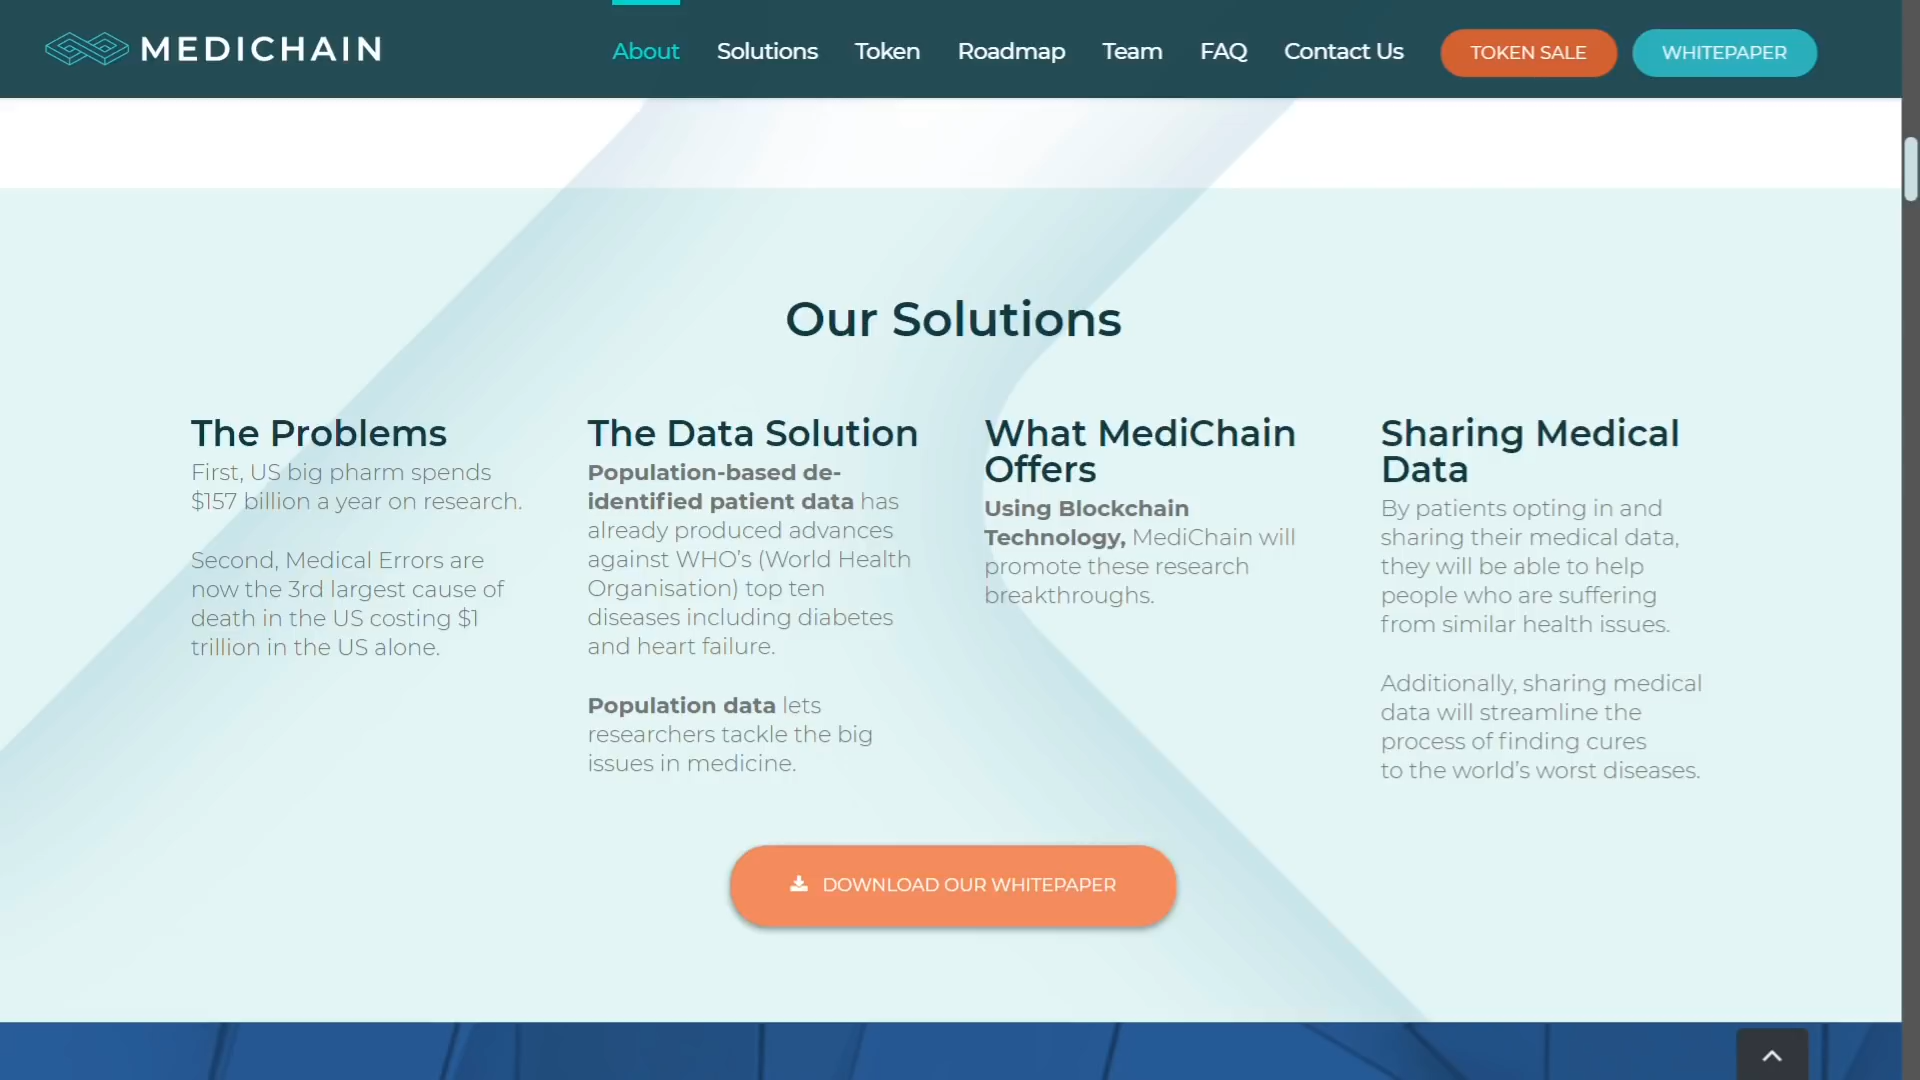 MEDICHAIN
About Solutions Token Roadmap Team FAQ Contact Us TOKEN SALE WHITEPAPER
Our Solutions
The Problems
First, US big pharm spends
$157 billion a year on research.
Second, Medical Errors are
now the 3rd largest cause of
death in the US costing $1
trillion in the US alone.
The Data Solution
Population-based de-
identified patient data has
already produced advances
against WHO’s (World Health
Organisation) top ten
diseases including diabetes
and heart failure.
Population data lets
researchers tackle the big
issues in medicine.
What MediChain
Offers
Using Blockchain
Technology, MediChain will
promote these research
breakthroughs.
Sharing Medical
Data
By patients opting in and
sharing their medical data,
they will be able to help
people who are suffering
from similar health issues.
Additionally, sharing medical
data will streamline the
process of finding cures
to the world’s worst diseases.
DOWNLOAD OUR WHITEPAPER